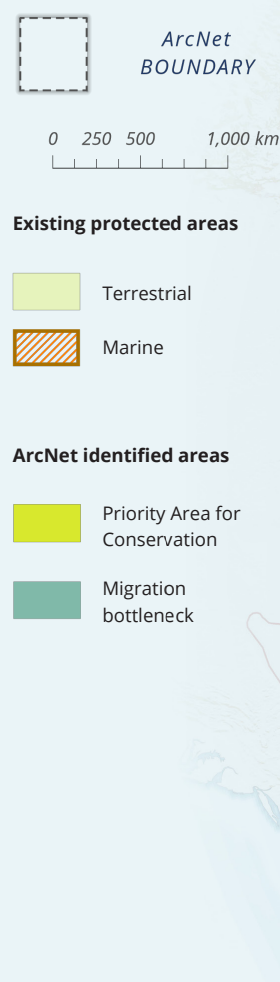 ArcNet
BOUNDARY
0 250 500 1,000 km
Existing protected areas
Terrestrial
Marine
ArcNet identified areas
Priority Area for
Conservation
Migration
bottleneck